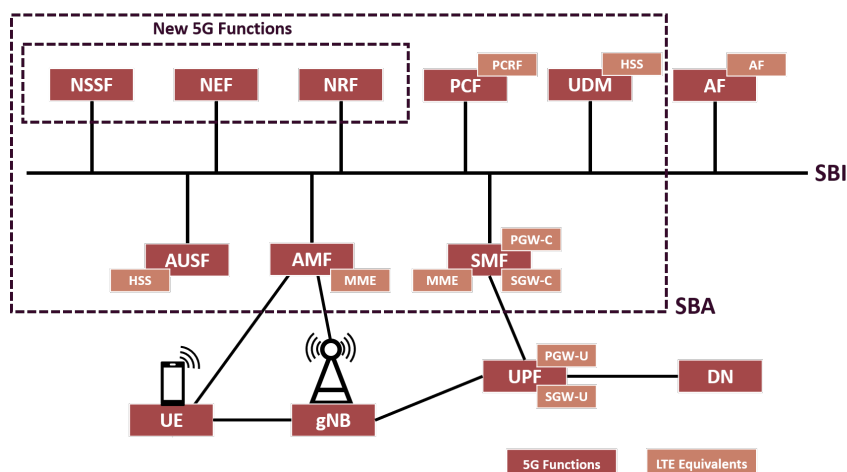 New 5G Functions
NSSF
NEF
NRF
PCF
PCRF
UDM
HSS
AF
AF
SBI
AUSF
HSS
AMF
MME
SMF
PGW-C
MME
SGW-C
SBA
UE
gNB
UPF
PGW-U
SGW-U
DN
5G Functions
LTE Equivalents